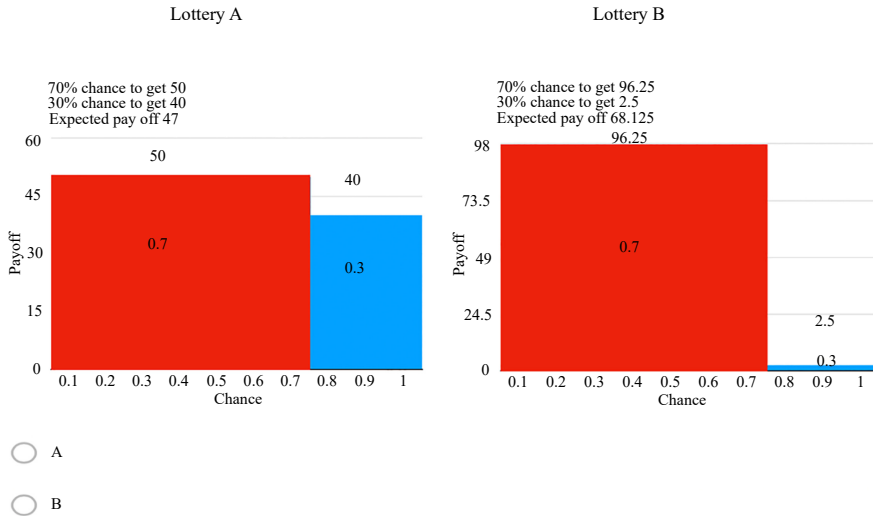 Lottery A
70% chance to get 50
30% chance to get 40
Expected pay off 47
60
45
30
15
0
Payoff
50
40
0.7
0.3
0.1 0.2 0.3 0.4 0.5 0.6 0.7 0.8 0.9 1
Chance
Lottery B
70% chance to get 96.25
30% chance to get 2.5
Expected pay off 68.125
96.25
98
73.5
49
24.5
0
Payoff
0.7
2.5
0.3
0.1 0.2 0.3 0.4 0.5 0.6 0.7 0.8 0.9 1
Chance
A
B